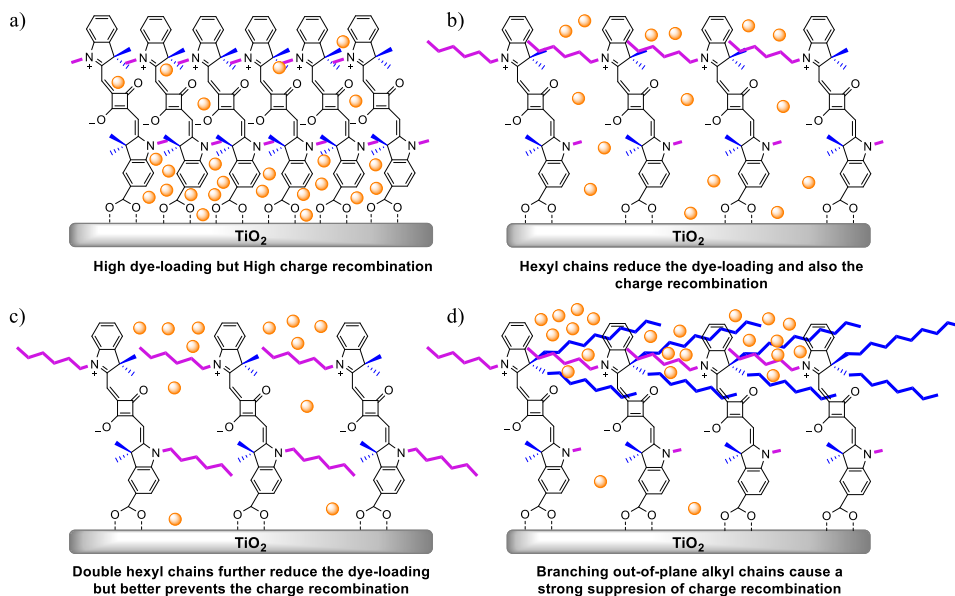 a)
b)
N
+
N
+
N
+
N
+
N
+
N
+
N
+
N
+
N
+
N
+
O
O
O
O
O
O
O
O
O
O
−O
−O
−O
−O
−O
−O
−O
−O
−O
−O
N
N
N
N
N
N
N
N
N
N
O O
O O
O O
O O
O O
O O
O O
O O
O O
O O
TiO2
TiO2
High dye-loading but High charge recombination
Hexyl chains reduce the dye-loading and also the
charge recombination
c)
d)
N
+
N
+
N
+
N
+
N
+
N
+
N
+
O
O
O
O
O
O
O
−O
−O
−O
−O
−O
−O
−O
N
N
N
N
N
N
N
O O
O O
O O
O O
O O
O O
O O
TiO2
TiO2
Double hexyl chains further reduce the dye-loading
but better prevents the charge recombination
Branching out-of-plane alkyl chains cause a
strong suppresion of charge recombination